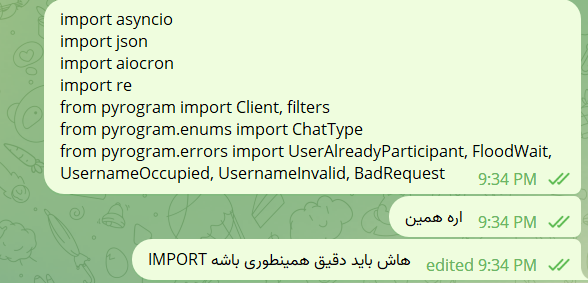 import asyncio
import json
import aiocron
import re
from pyrogram import Client, filters
from pyrogram.enums import ChatType
from pyrogram.errors import UserAlreadyParticipant, FloodWait,
UsernameOccupied, UsernameInvalid, BadRequest
9:34 PM
اره همین
9:34 PM
هاش باید دقیق همینطوری باشه IMPORT
edited 9:34 PM